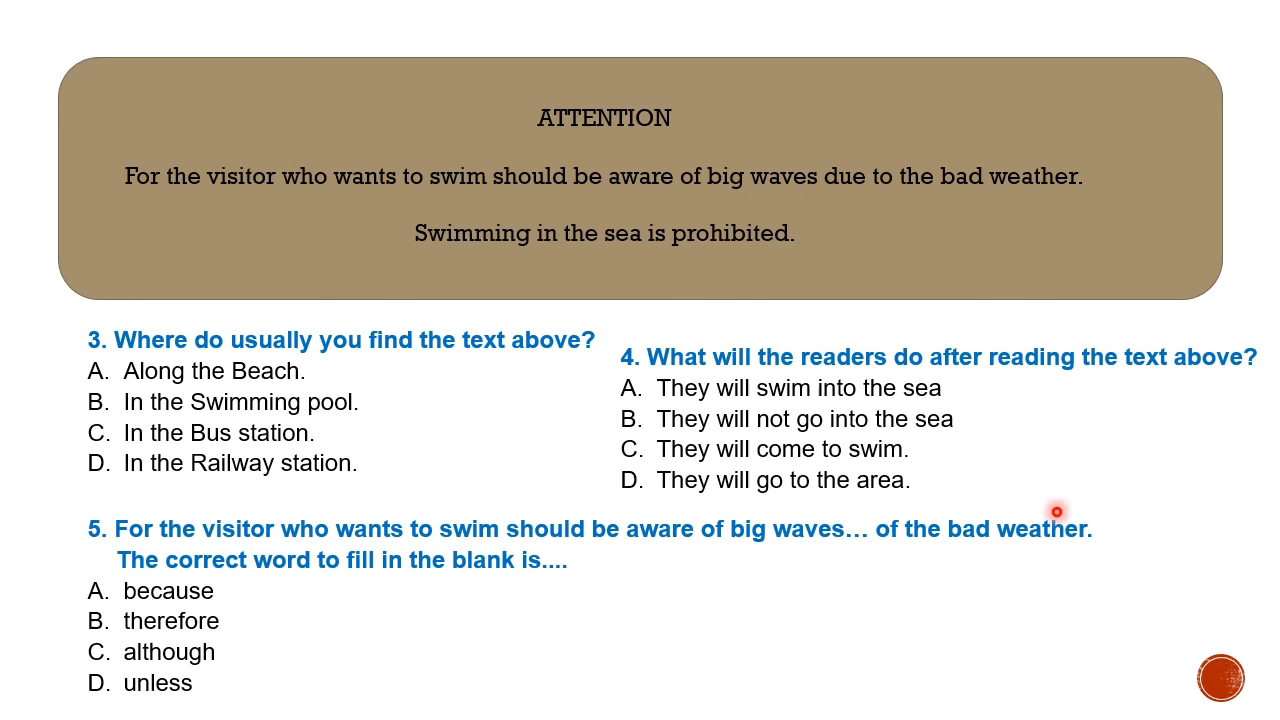 ATTENTION
For the visitor who wants to swim should be aware of big waves due to the bad weather.
Swimming in the sea is prohibited.
3. Where do usually you find the text above?
A. Along the Beach.
B. In the Swimming pool.
C. In the Bus station.
D. In the Railway station.
4. What will the readers do after reading the text above?
A. They will swim into the sea
B. They will not go into the sea
C. They will come to swim.
D. They will go to the area.
5. For the visitor who wants to swim should be aware of big waves… of the bad weather.
The correct word to fill in the blank is....
A. because
B. therefore
C. although
D. unless